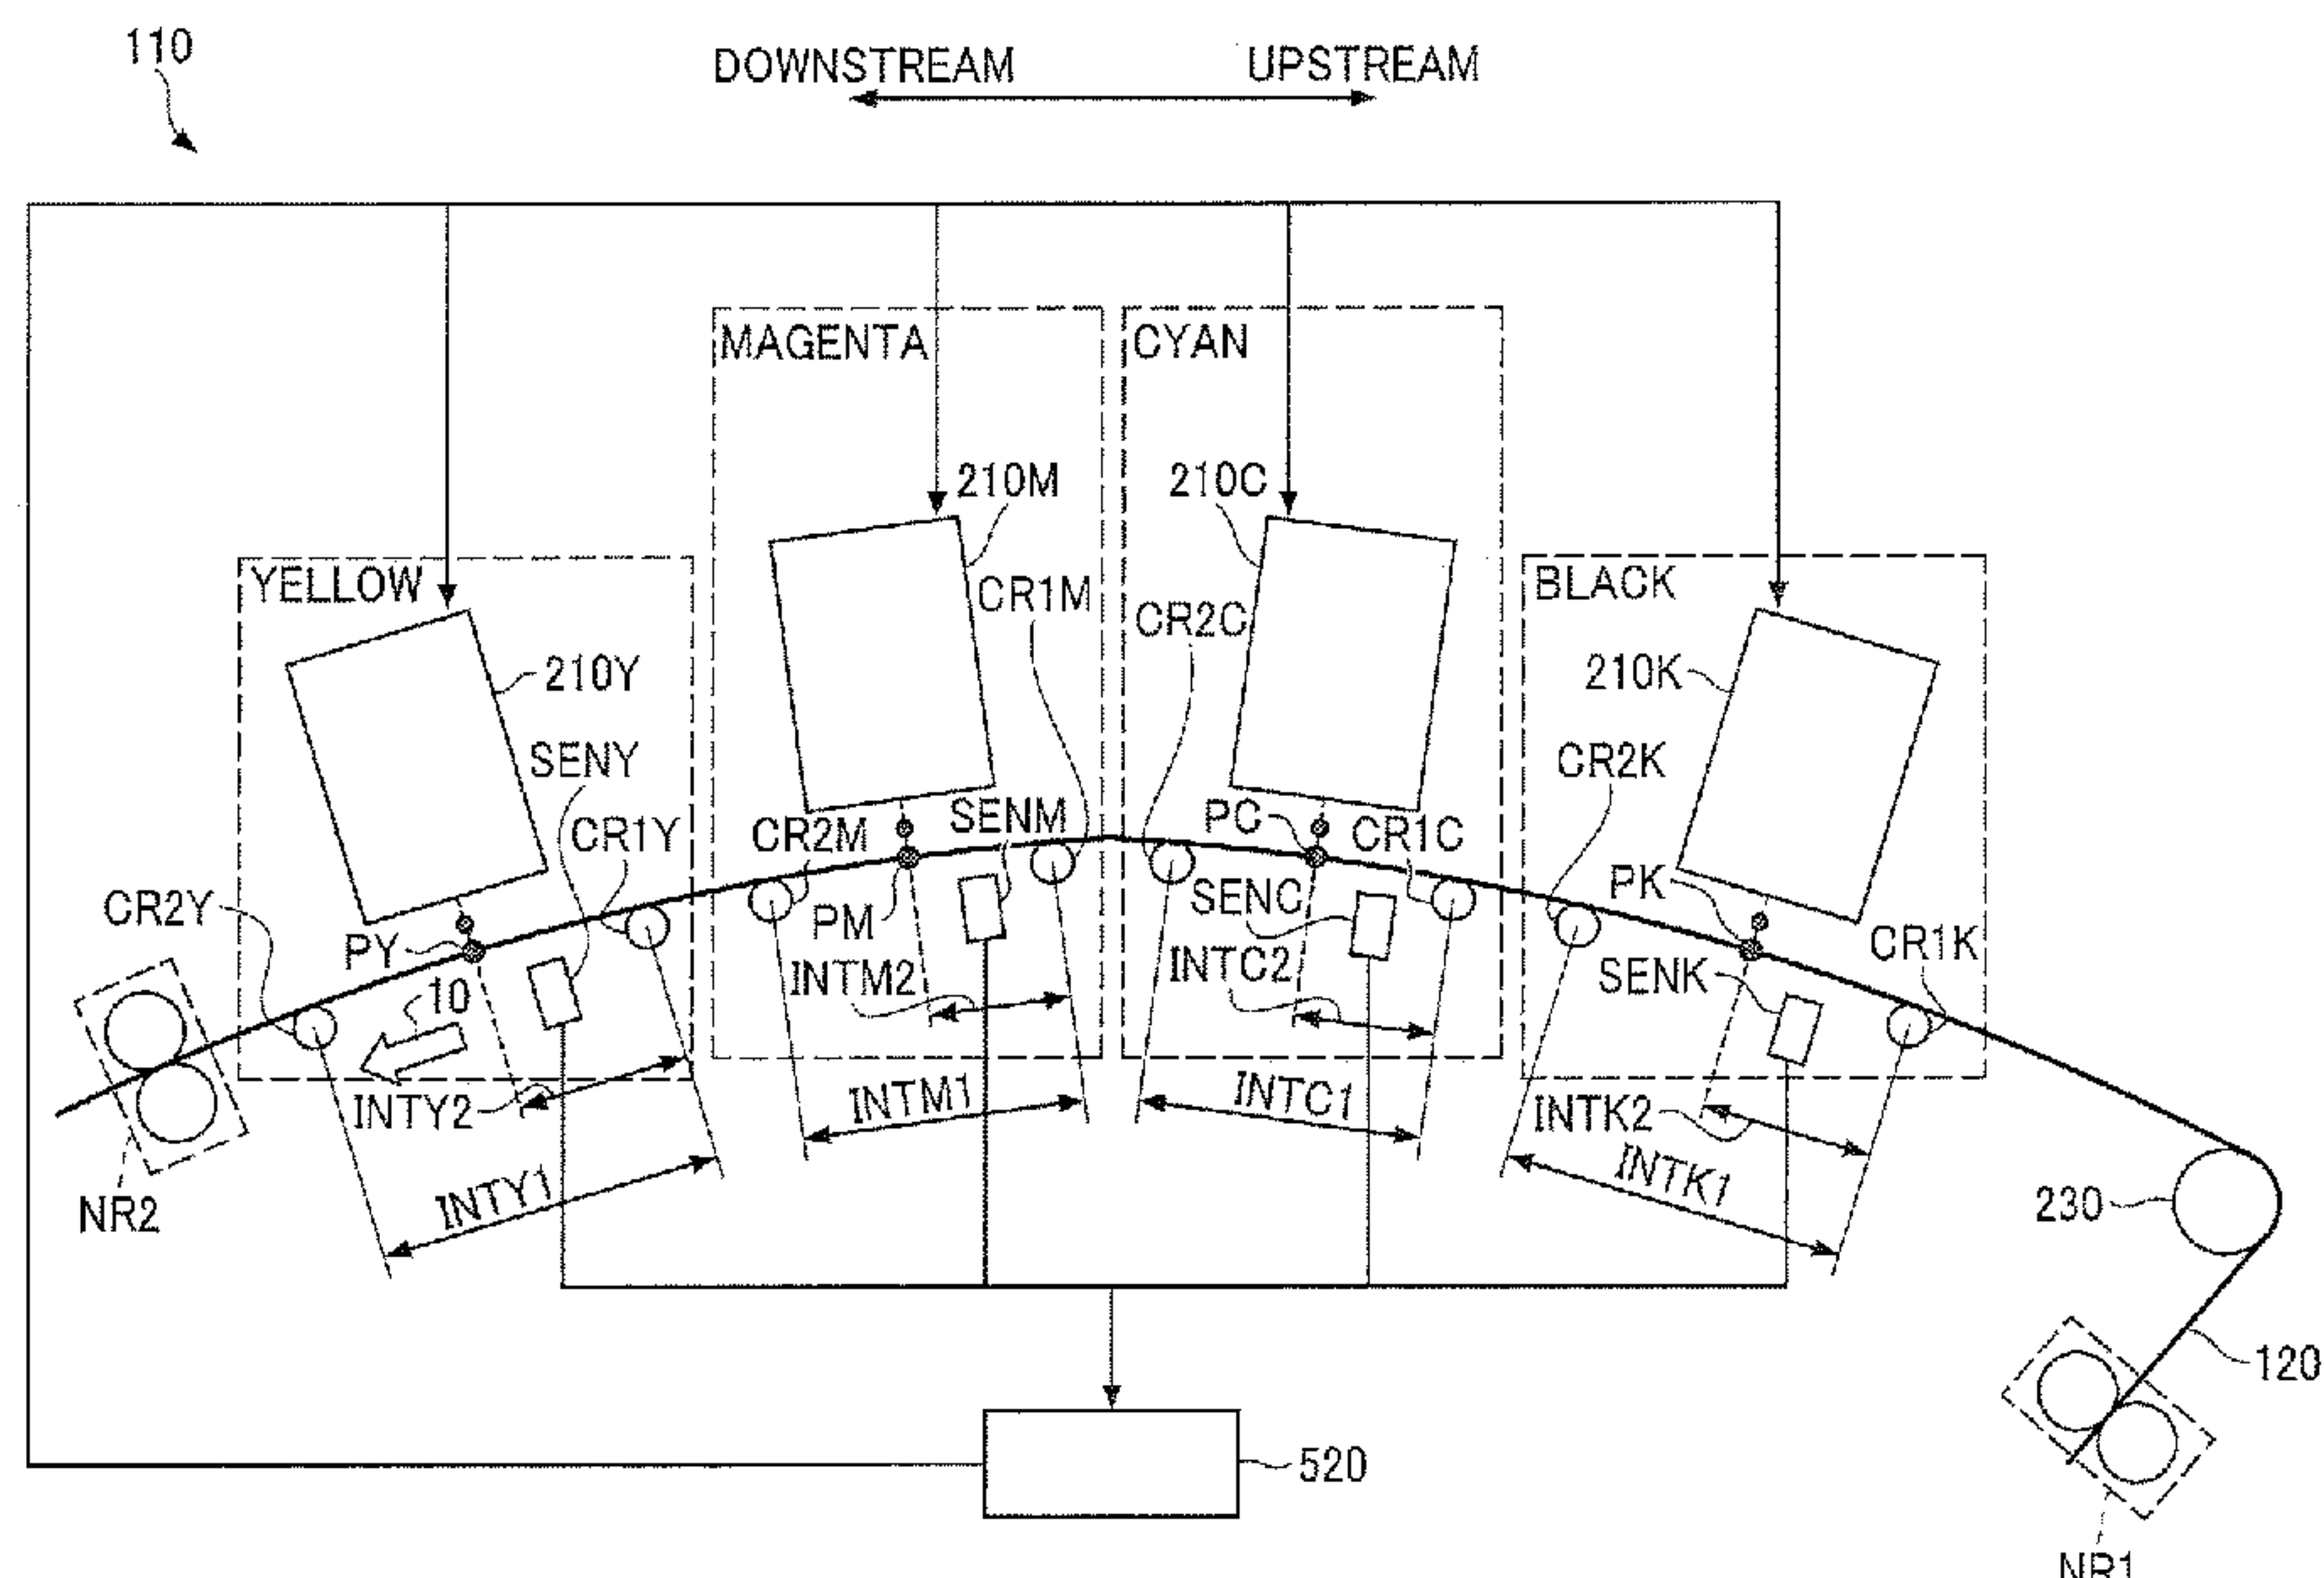 110
DOWNSTREAM UPSTREAM
MAGENTA CYAN
210M 210C
YELLOW CR1M CR2C BLACK
210Y 210K
SENY CR2K
CR1Y CR2M SENM PC CR1C
CR2Y PY PM SENC PK CR1K
10 INTM2 INTC2 SENK
INTY2 INTM1 INTC1 INTK2
NR2 INTY1 INTK1 230
120
520
NR1